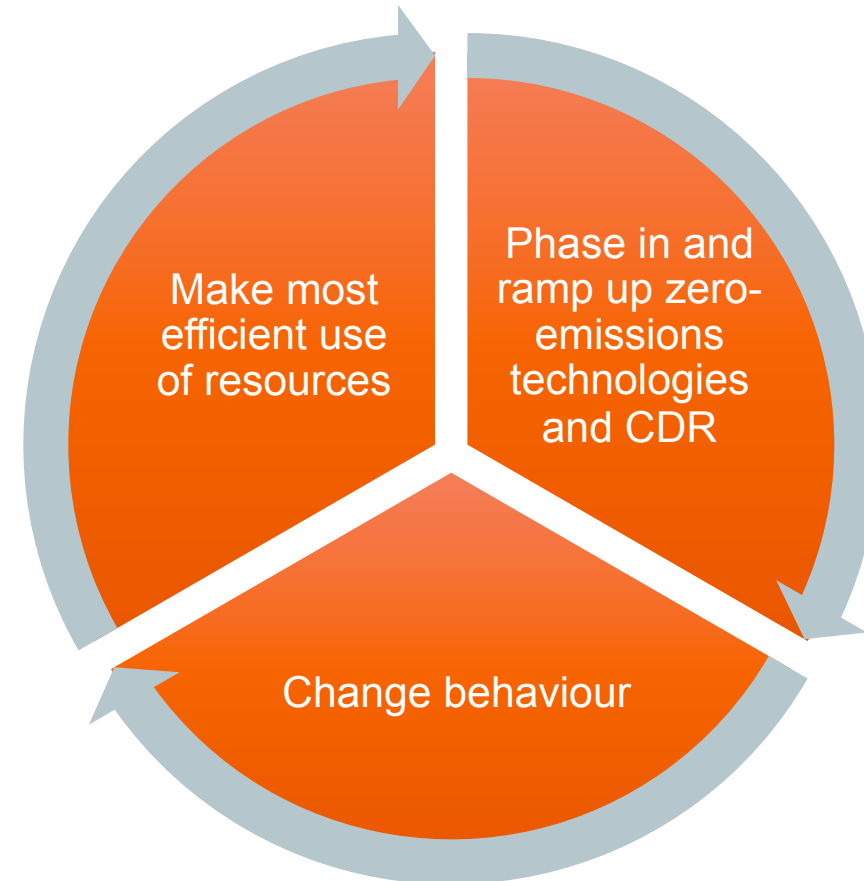 Make most
efficient use
of resources
Phase in and
ramp up zero-
emissions
technologies
and CDR
Change behaviour